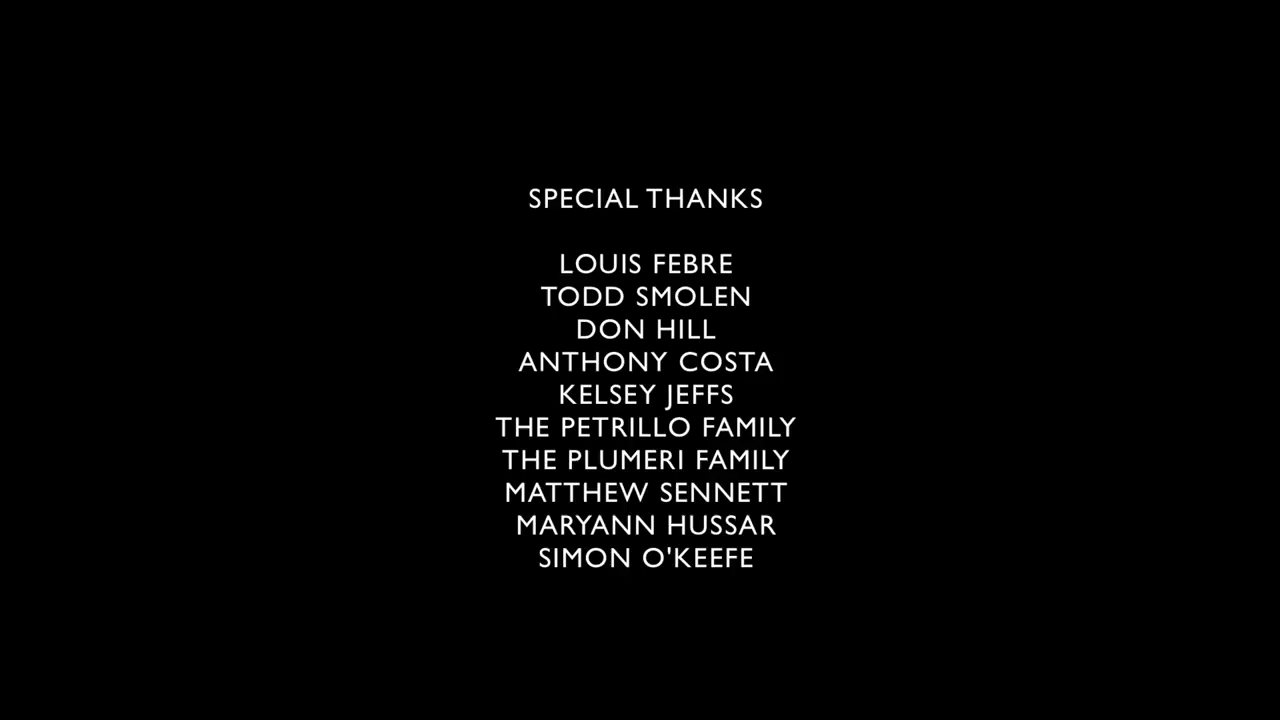 SPECIAL THANKS
LOUIS FEBRE
TODD SMOLEN
DON HILL
ANTHONY COSTA
KELSEY JEFFS
THE PETRILLO FAMILY
THE PLUMERI FAMILY
MATTHEW SENNETT
MARYANN HUSSAR
SIMON O'KEEFE